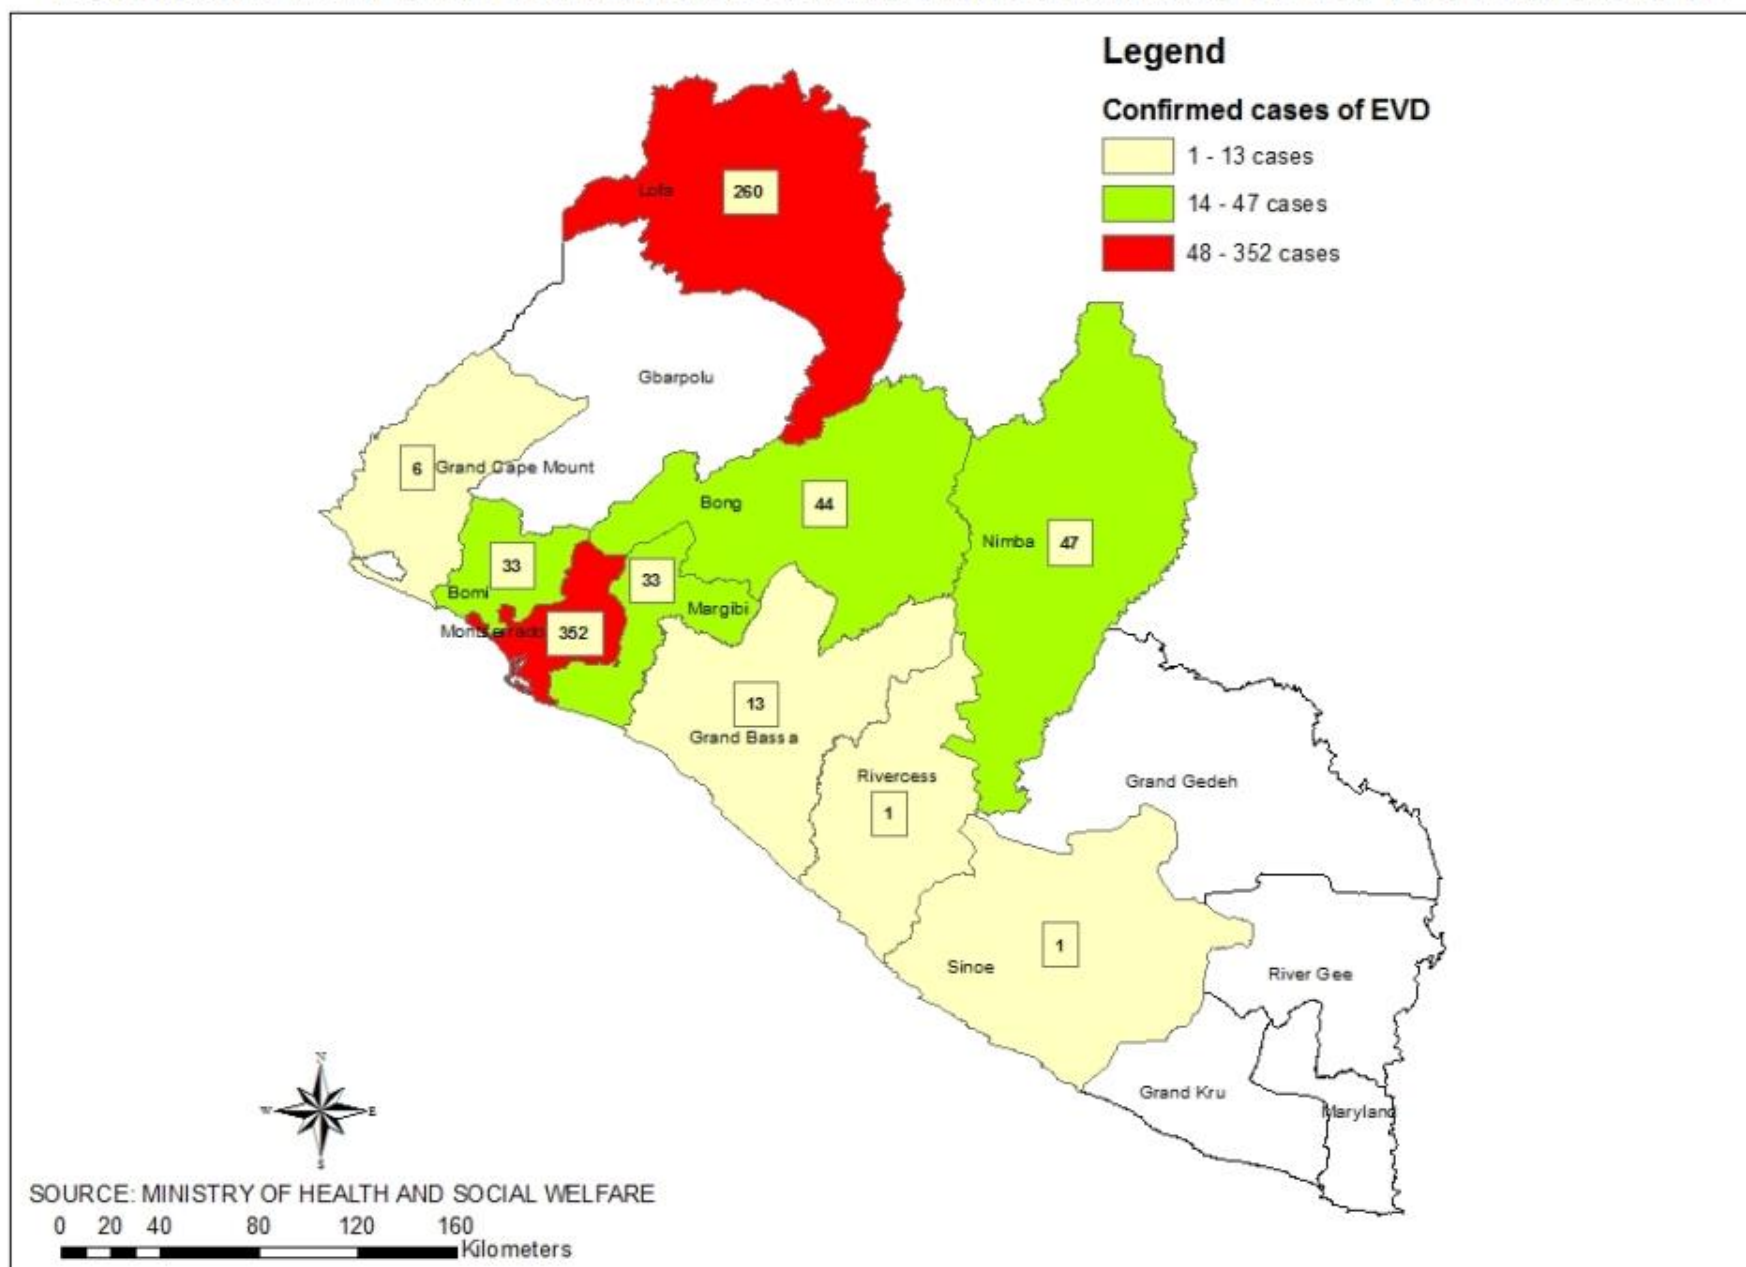 Legend
Confirmed cases of EVD
1 - 13 cases
14 - 47 cases
48 - 352 cases
Lofa
260
Gbarpolu
6
Grand Cape Mount
Bong
44
Nimba
47
33
Bomi
33
Margibi
Montserrado
352
13
Grand Bassa
Rivercess
1
Grand Gedeh
1
Sinoe
River Gee
Grand Kru
Maryland
N
W
E
S
SOURCE: MINISTRY OF HEALTH AND SOCIAL WELFARE
0 20 40 80 120 160
Kilometers